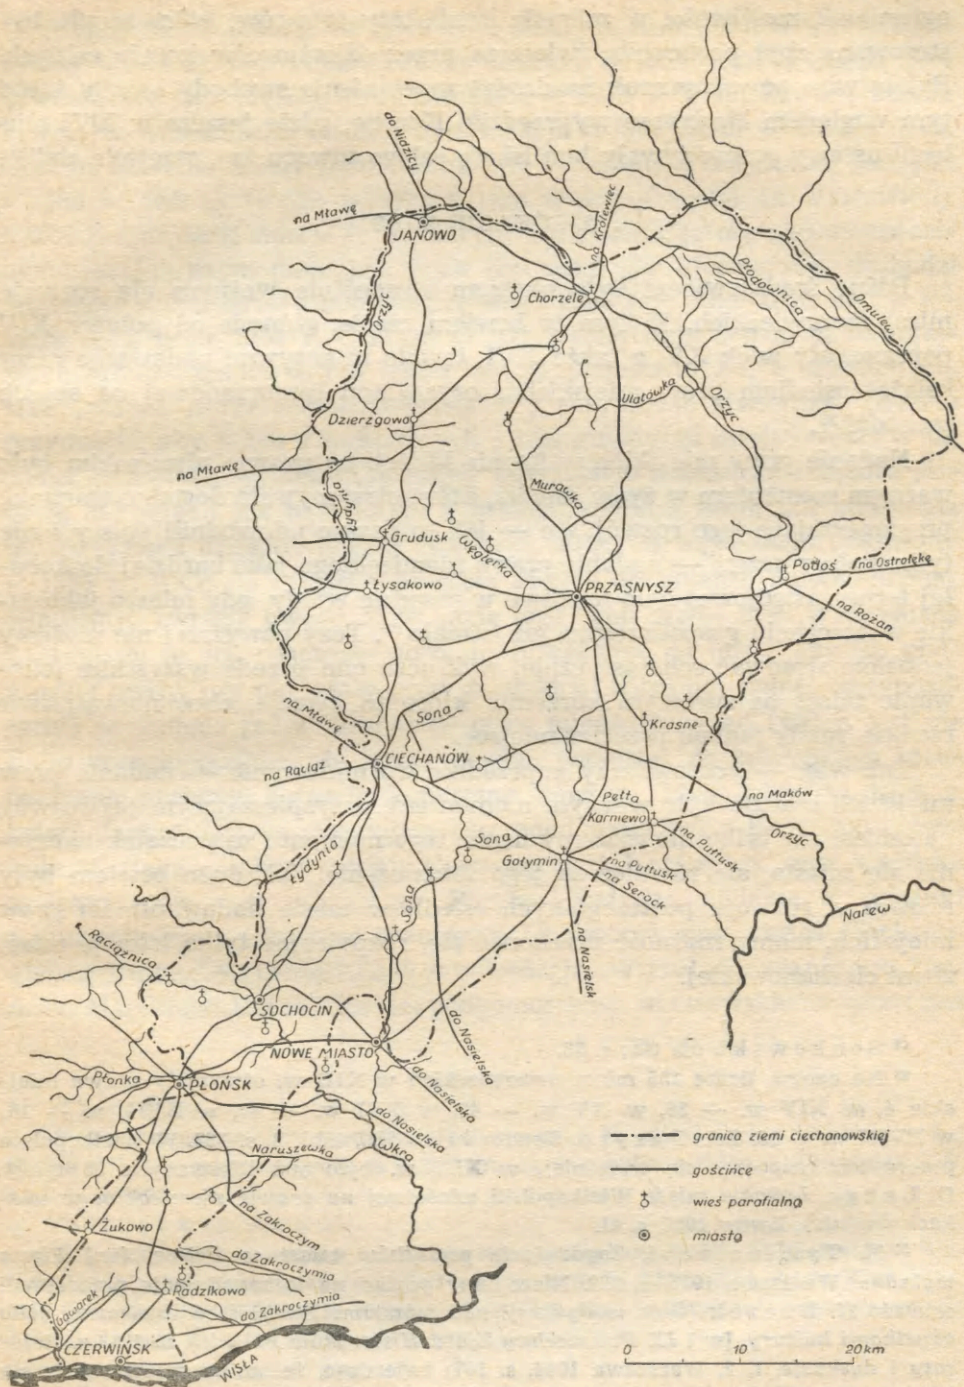 do Nidzicy
na Mławę
JANOWO
na Królewiec
Orzyc
Chorzele
Płodownica
Omulew
Ulatówka
Orzyc
Dzierzgowo
na Mławę
Łydynia
Murawka
Grudusk
Węgierka
Łysakowo
PRZASNYSZ
Podoś
na Ostrołękę
na Różan
na Mławę
Sona
Krasne
CIECHANÓW
na Raciąż
Pełta
na Maków
Karniewo
na Pułtusk
Orzyc
Sona
Gołymin
na Pułtusk
na Serock
Łydynia
Sona
Narew
na Nasielsk
Raciążnica
SOCHOCIN
NOWE MIASTO
do Nasielska
Płonka
PŁOŃSK
do Nasielska
do Nasielska
Wkra
Naruszewka
na Zakroczym
Żukowo
do Zakroczymia
Gawarek
Radzikowo
do Zakroczymia
CZERWIŃSK
WISŁA
granica ziemi ciechanowskiej
gościńce
wieś parafialna
miasta
0 10 20 km